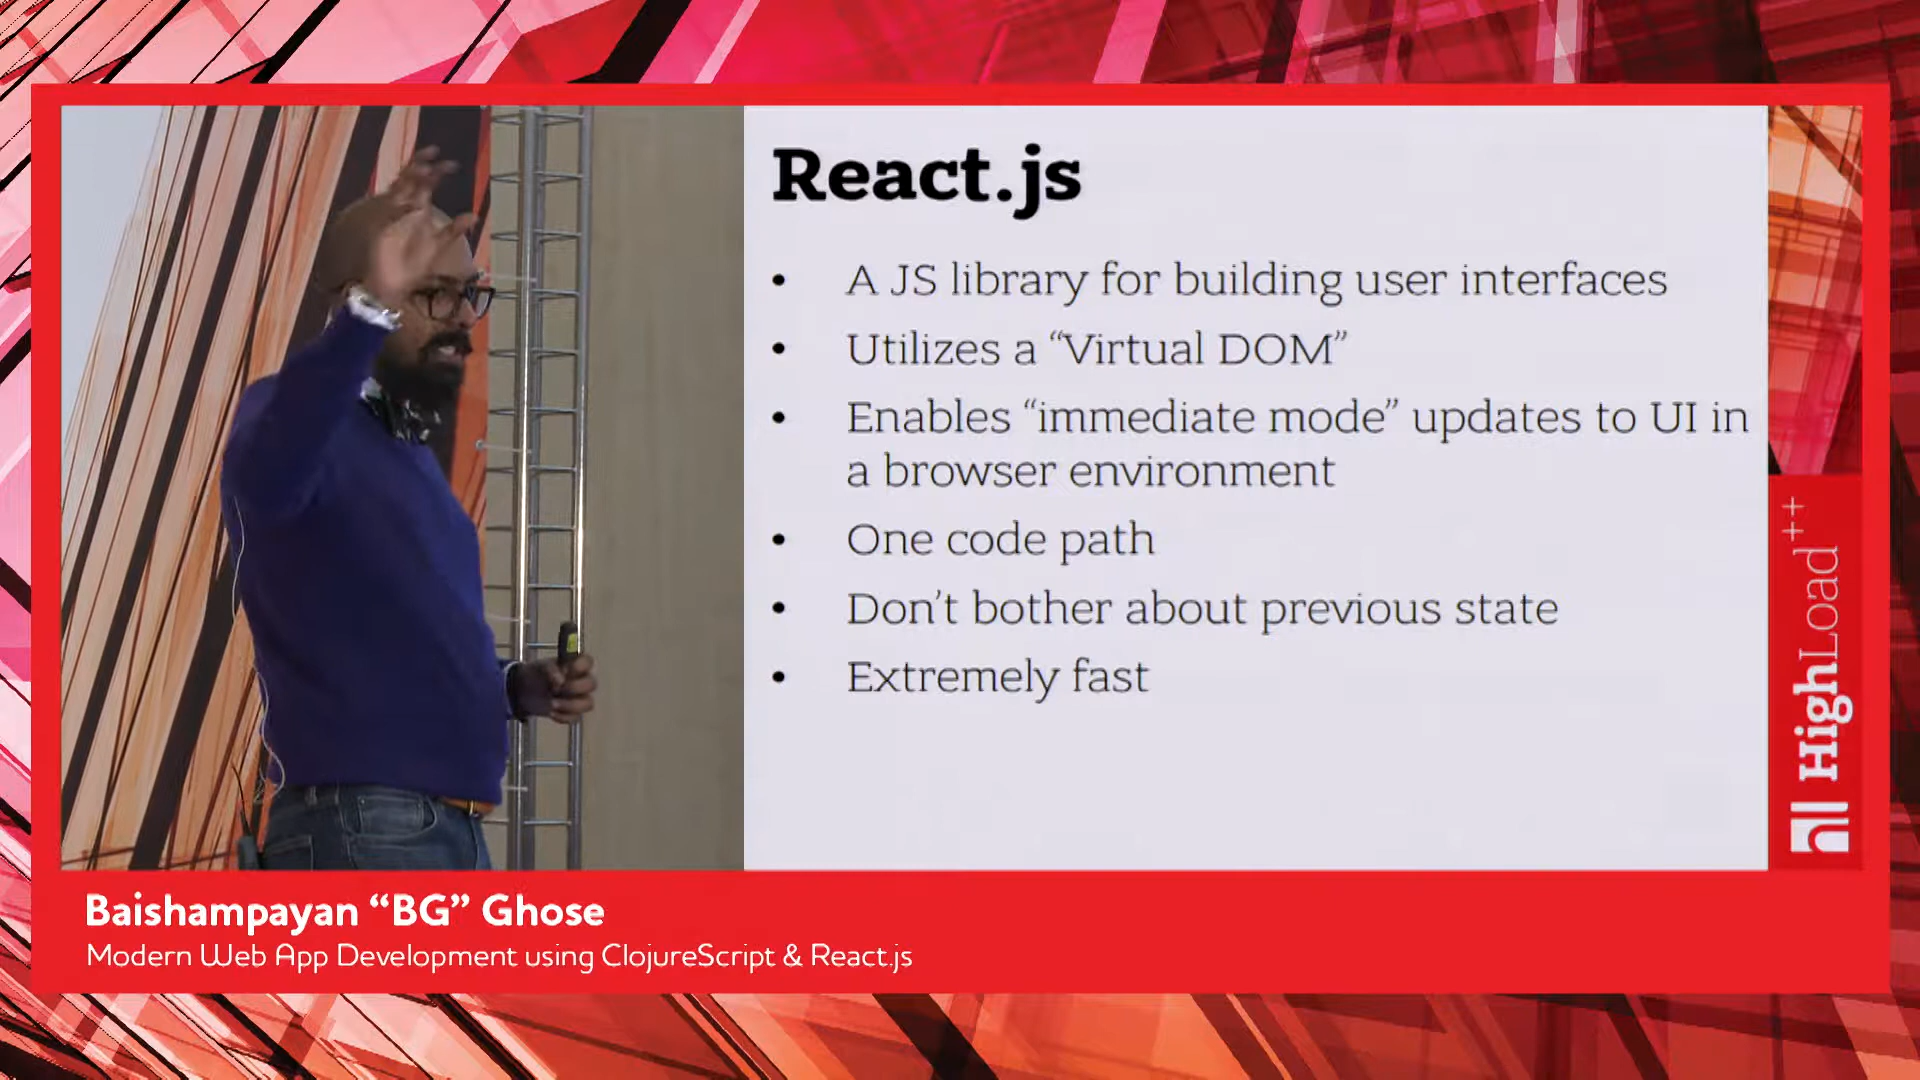 React.js
• A JS library for building user interfaces
• Utilizes a “Virtual DOM”
• Enables “immediate mode” updates to UI in
a browser environment
• One code path
• Don’t bother about previous state
• Extremely fast
HighLoad++
Baishampayan “BG” Ghose
Modern Web App Development using ClojureScript & React.js